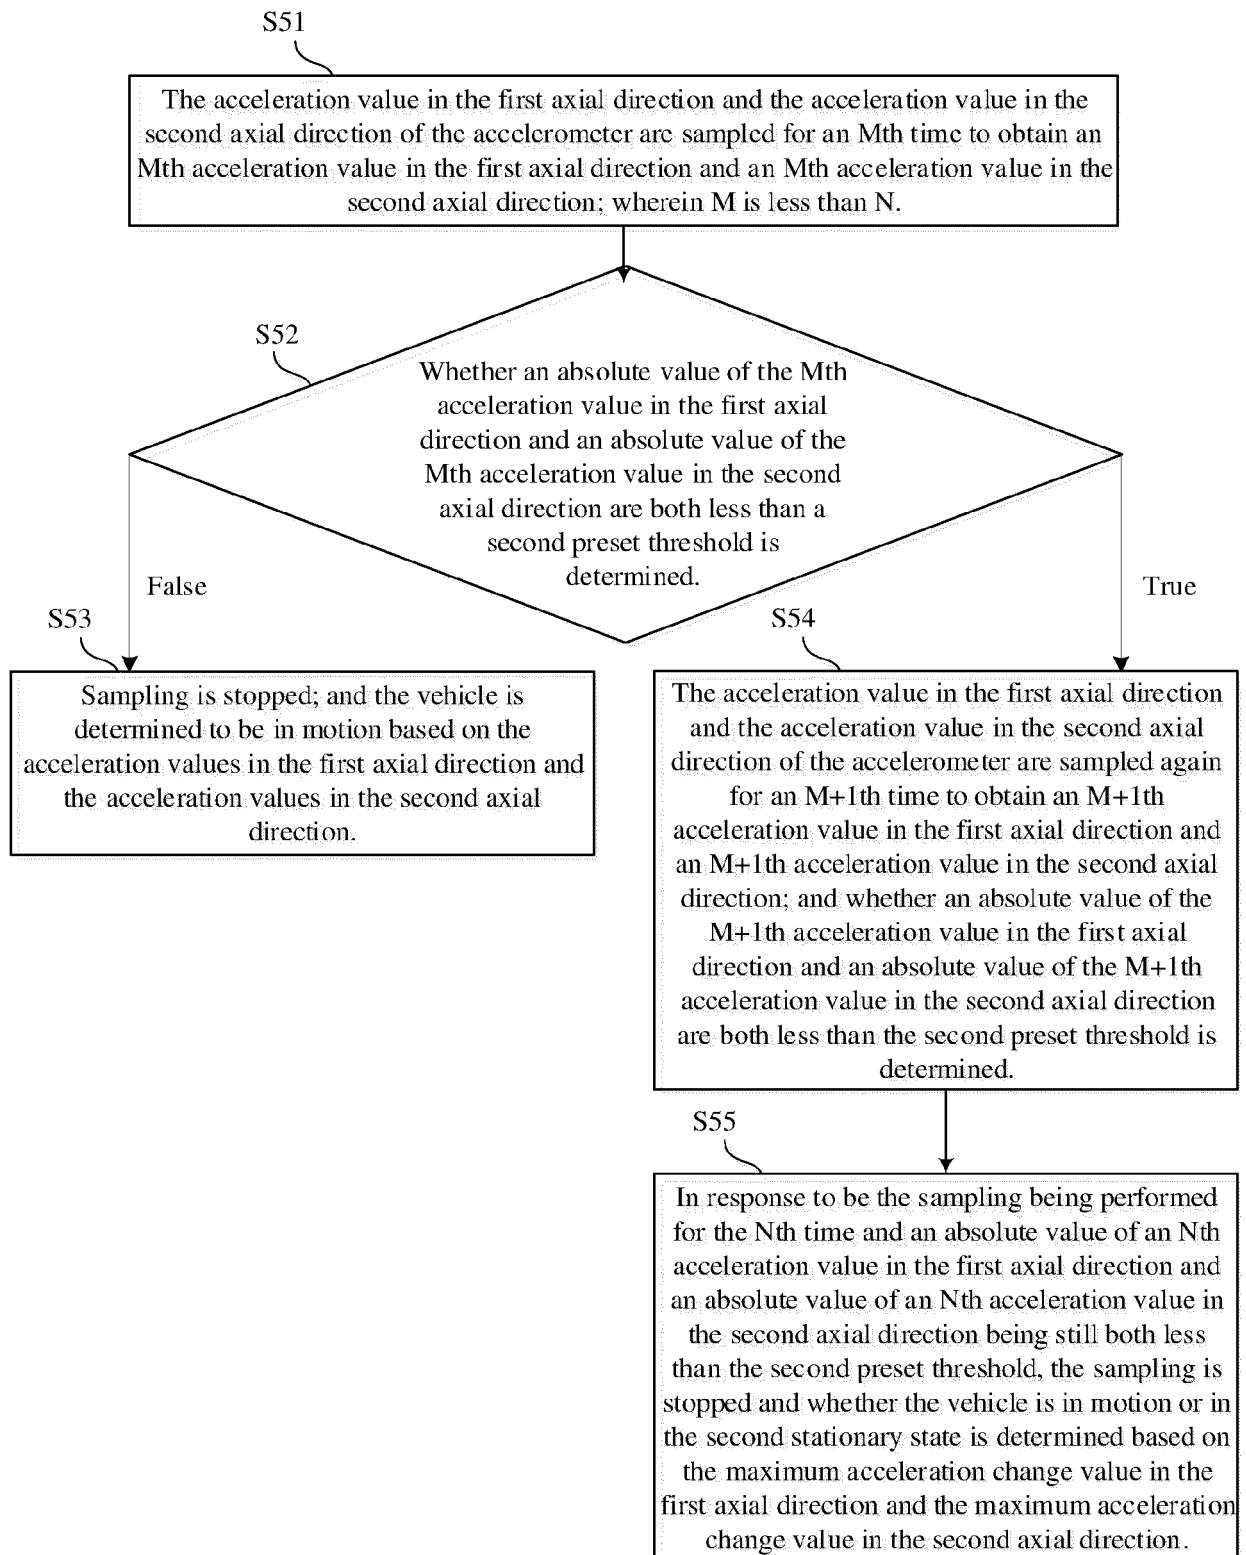 S51
The acceleration value in the first axial direction and the acceleration value in the
second axial direction of the accelerometer are sampled for an Mth time to obtain an
Mth acceleration value in the first axial direction and an Mth acceleration value in the
second axial direction; wherein M is less than N.
S52
Whether an absolute value of the Mth
acceleration value in the first axial
direction and an absolute value of the
Mth acceleration value in the second
axial direction are both less than a
second preset threshold is
determined.
False
True
S53
Sampling is stopped; and the vehicle is
determined to be in motion based on the
acceleration values in the first axial direction and
the acceleration values in the second axial
direction.
S54
The acceleration value in the first axial direction
and the acceleration value in the second axial
direction of the accelerometer are sampled again
for an M+1th time to obtain an M+1th
acceleration value in the first axial direction and
an M+1th acceleration value in the second axial
direction; and whether an absolute value of the
M+1th acceleration value in the first axial
direction and an absolute value of the M+1th
acceleration value in the second axial direction
are both less than the second preset threshold is
determined.
S55
In response to be the sampling being performed
for the Nth time and an absolute value of an Nth
acceleration value in the first axial direction and
an absolute value of an Nth acceleration value in
the second axial direction being still both less
than the second preset threshold, the sampling is
stopped and whether the vehicle is in motion or in
the second stationary state is determined based on
the maximum acceleration change value in the
first axial direction and the maximum acceleration
change value in the second axial direction.